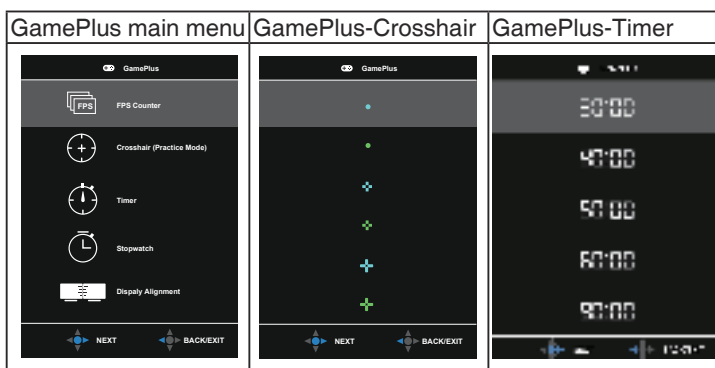 GamePlus main menu
GamePlus-Crosshair
GamePlus-Timer
GamePlus
FPS
FPS Counter
Crosshair (Practice Mode)
Timer
Stopwatch
Dispaly Alignment
NEXT
BACK/EXIT
GamePlus
NEXT
BACK/EXIT
30:00
40:00
50:00
60:00
90:00